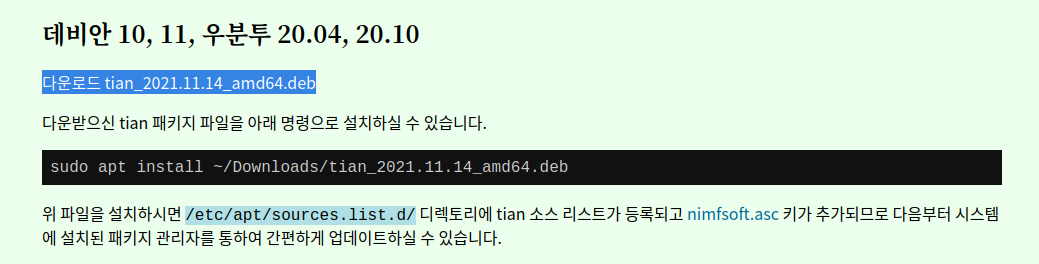 데비안 10, 11, 우분투 20.04, 20.10
다운로드 tian_2021.11.14_amd64.deb
다운받으신 tian 패키지 파일을 아래 명령으로 설치하실 수 있습니다.
sudo apt install ~/Downloads/tian_2021.11.14_amd64.deb
위 파일을 설치하시면 /etc/apt/sources.list.d/ 디렉토리에 tian 소스 리스트가 등록되고 nimfsoft.asc 키가 추가되므로 다음부터 시스템
에 설치된 패키지 관리자를 통하여 간편하게 업데이트하실 수 있습니다.